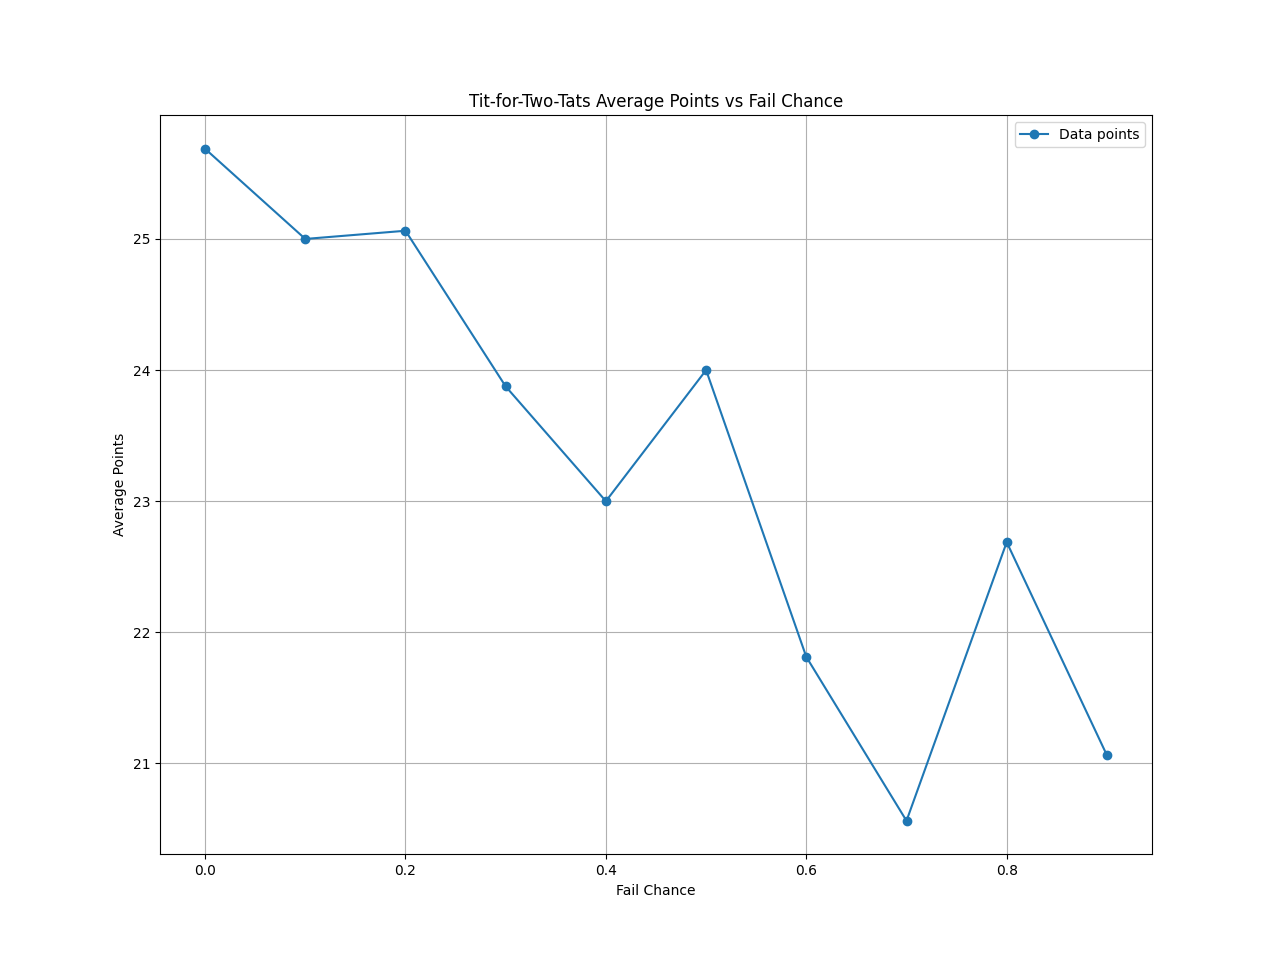 Tit-for-Two-Tats Average Points vs Fail Chance
Data points
25
24
23
22
21
Average Points
0.0 0.2 0.4 0.6 0.8
Fail Chance